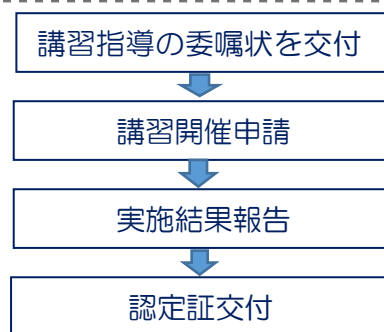 講習指導の委嘱状を交付
講習開催申請
実施結果報告
認定証交付